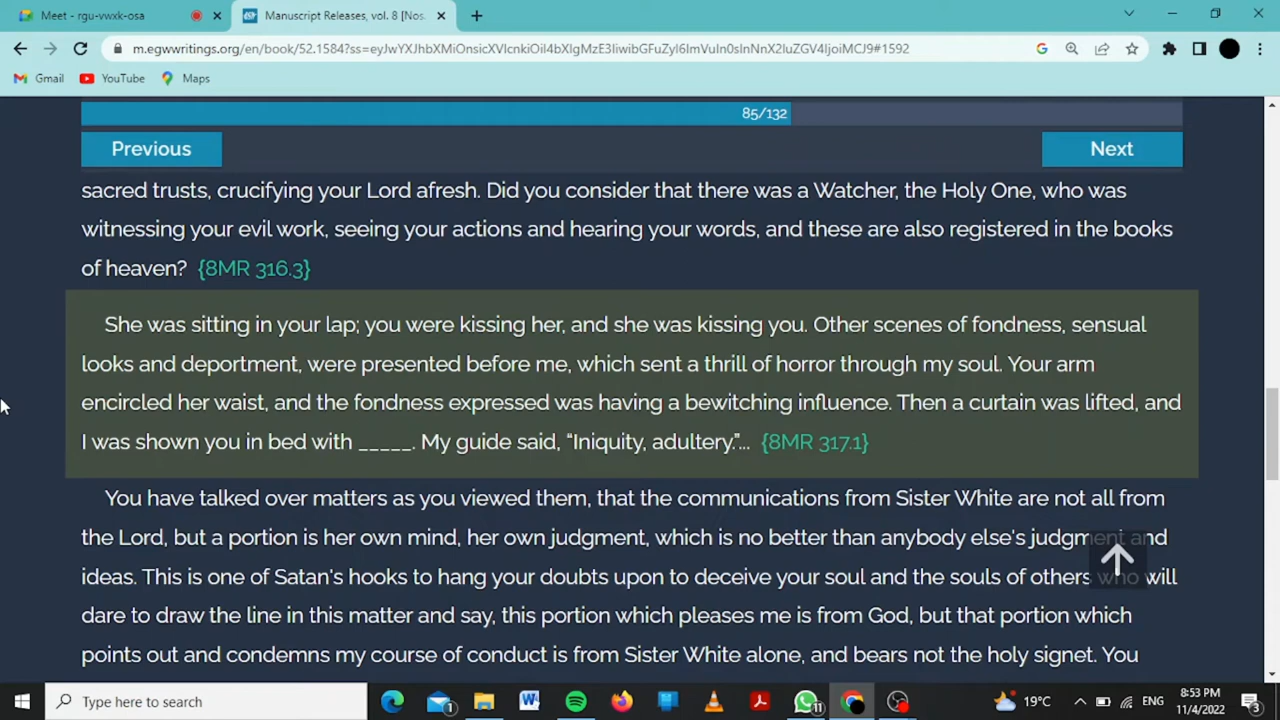 Meet - rgu-vwxk-osa
Manuscript Releases, vol. 8 [Nos.
m.egwwritings.org/en/book/52.1584?ss=eyJwYXJhbXMiOnsicXVlcnkiOiI4bXIgMzE3IiwibGFuZyI6ImVuIn0sInNnX2luZGV4IjoiMCJ9#1592
Gmail YouTube Maps
85/132
Previous Next
sacred trusts, crucifying your Lord afresh. Did you consider that there was a Watcher, the Holy One, who was
witnessing your evil work, seeing your actions and hearing your words, and these are also registered in the books
of heaven? {8MR 316.3}
She was sitting in your lap; you were kissing her, and she was kissing you. Other scenes of fondness, sensual
looks and deportment, were presented before me, which sent a thrill of horror through my soul. Your arm
encircled her waist, and the fondness expressed was having a bewitching influence. Then a curtain was lifted, and
I was shown you in bed with _____. My guide said, “Iniquity, adultery.”... {8MR 317.1}
You have talked over matters as you viewed them, that the communications from Sister White are not all from
the Lord, but a portion is her own mind, her own judgment, which is no better than anybody else's judgment and
ideas. This is one of Satan's hooks to hang your doubts upon to deceive your soul and the souls of others who will
dare to draw the line in this matter and say, this portion which pleases me is from God, but that portion which
points out and condemns my course of conduct is from Sister White alone, and bears not the holy signet. You
Type here to search
1
11
19°C
ENG
8:53 PM
11/4/2022
3